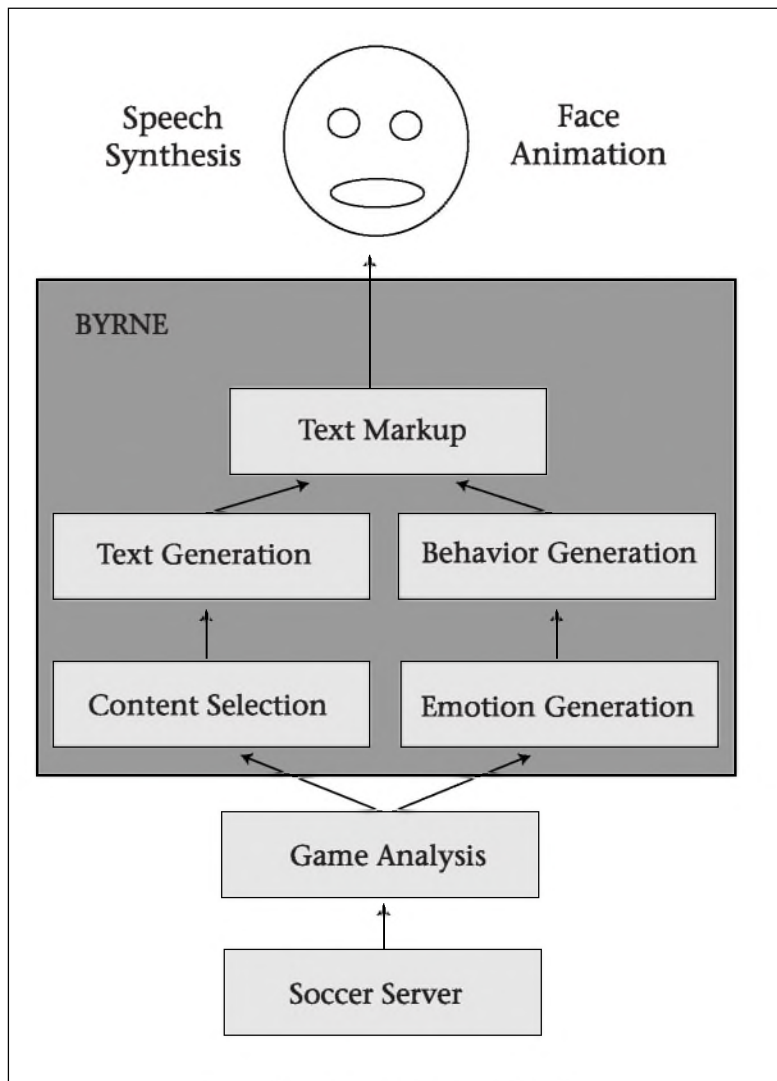 Speech
Synthesis
Face
Animation
BYRNE
Text Markup
Text Generation
Behavior Generation
Content Selection
Emotion Generation
Game Analysis
Soccer Server